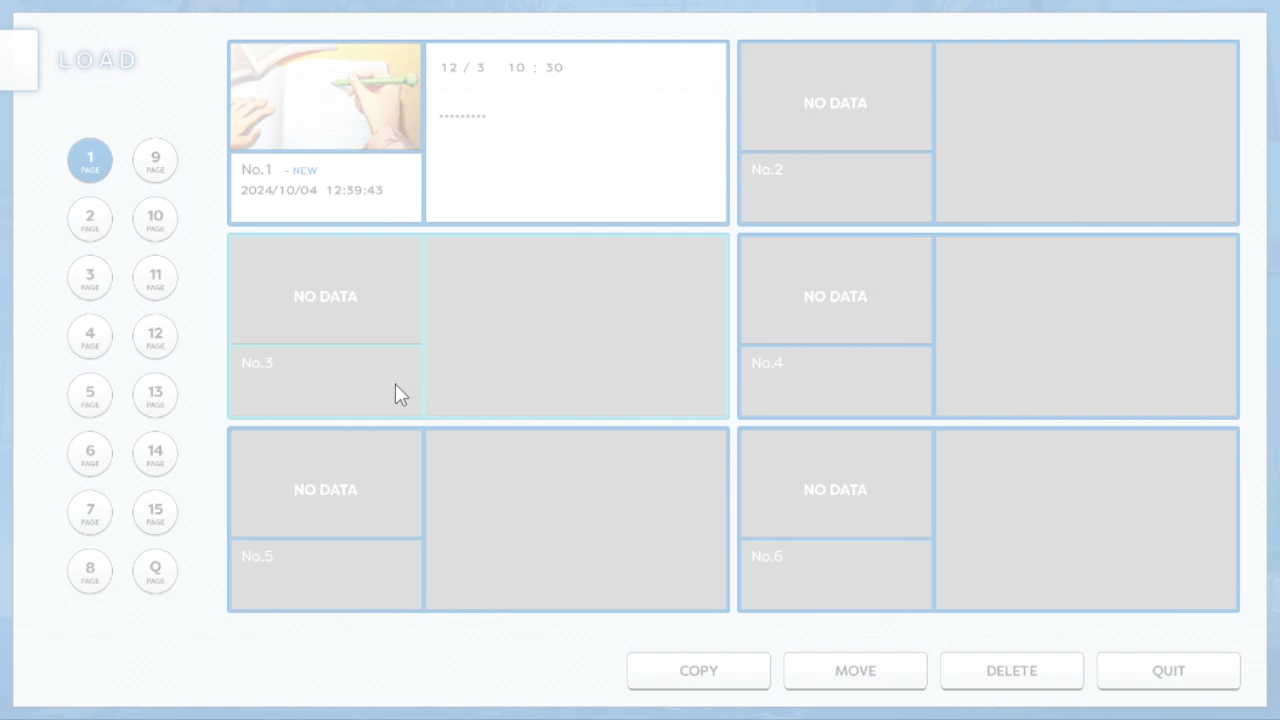 LOAD
1 PAGE
9 PAGE
2 PAGE
10 PAGE
3 PAGE
11 PAGE
4 PAGE
12 PAGE
5 PAGE
13 PAGE
6 PAGE
14 PAGE
7 PAGE
15 PAGE
8 PAGE
Q PAGE
12 / 3 10 : 30
.........
No.1 - NEW
2024/10/04 12:39:43
NO DATA
No.2
NO DATA
No.3
NO DATA
No.4
NO DATA
No.5
NO DATA
No.6
COPY
MOVE
DELETE
QUIT